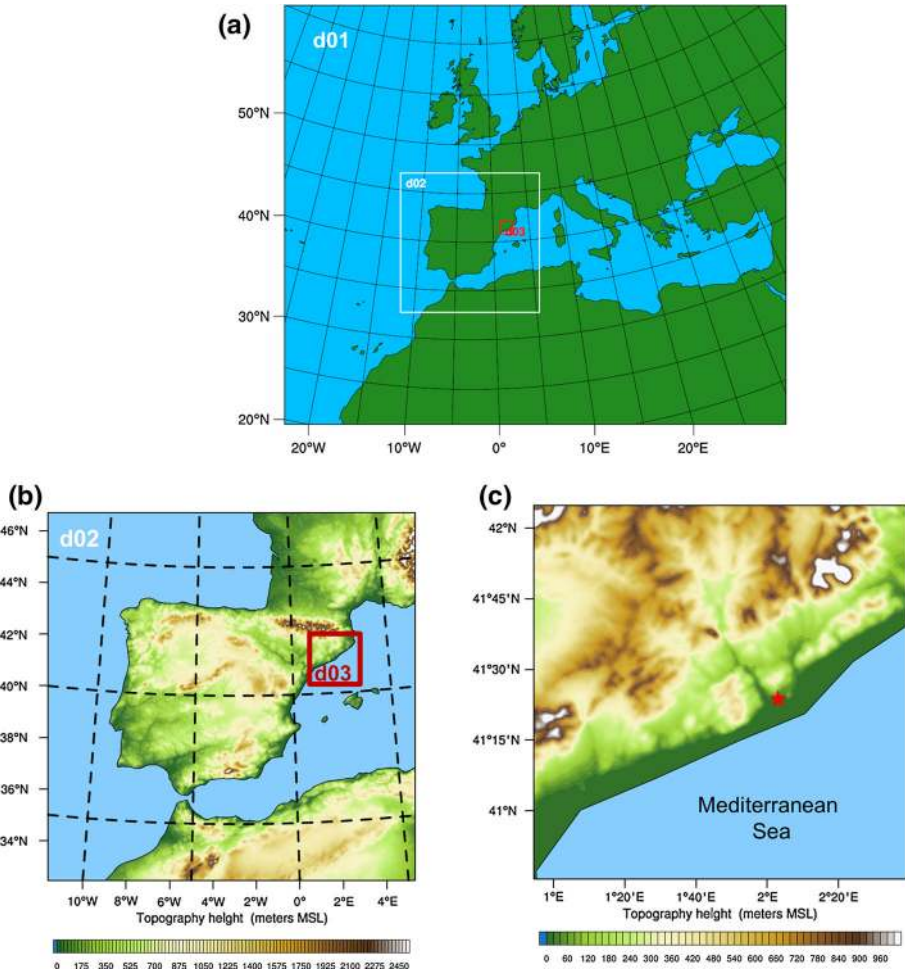 (a)
d01
50°N
40°N
30°N
20°N
d02
d03
20°W 10°W 0° 10°E 20°E
(b)
d02
46°N
44°N
42°N
40°N
38°N
36°N
34°N
d03
10°W 8°W 6°W 4°W 2°W 0° 2°E 4°E
Topography height (meters MSL)
0 175 350 525 700 875 1050 1225 1400 1575 1750 1925 2100 2275 2450
(c)
42°N
41°45'N
41°30'N
41°15'N
41°N
Mediterranean
Sea
1°E 1°20'E 1°40'E 2°E 2°20'E
Topography height (meters MSL)
0 60 120 180 240 300 360 420 480 540 600 660 720 780 840 900 960